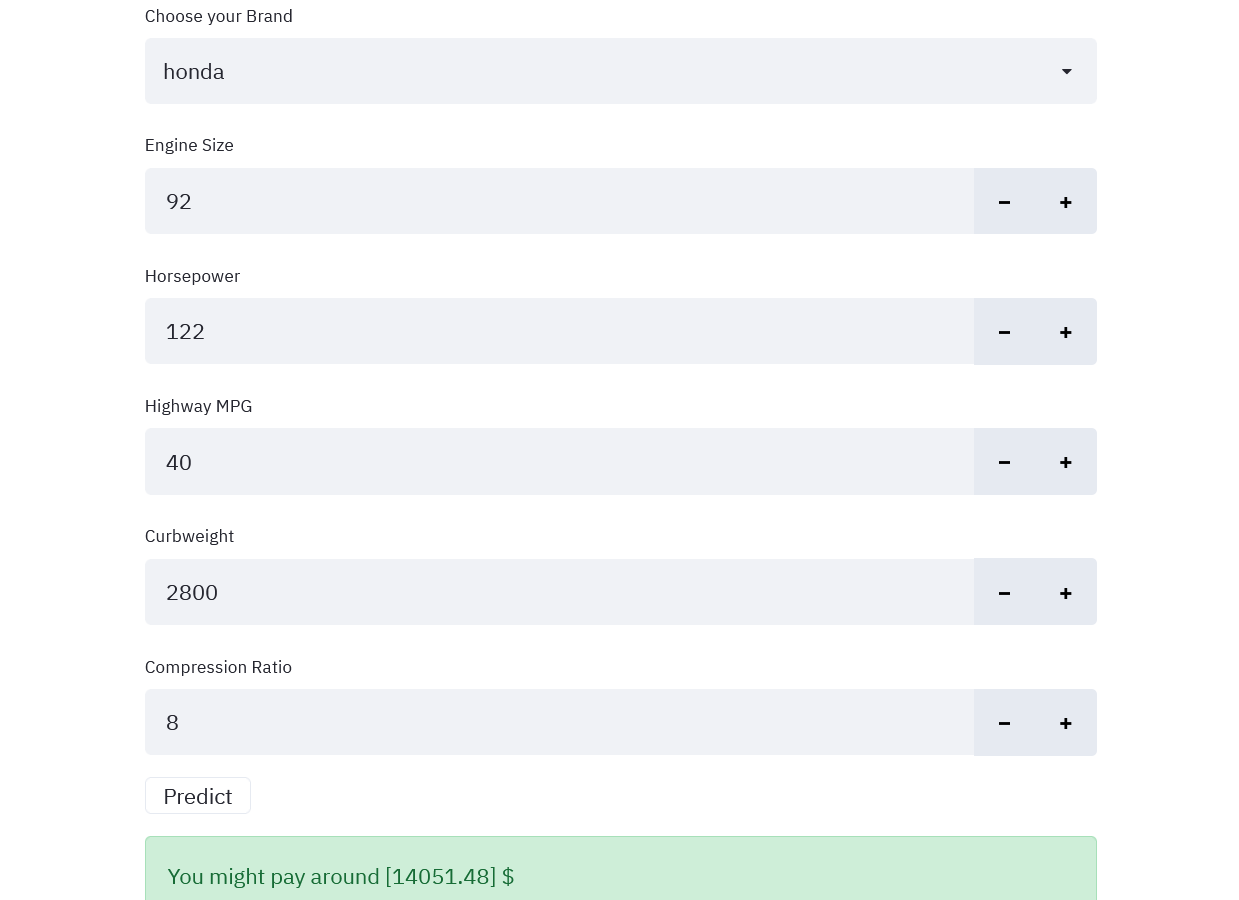 Choose your Brand
honda
Engine Size
92
Horsepower
122
Highway MPG
40
Curbweight
2800
Compression Ratio
8
Predict
You might pay around [14051.48] $